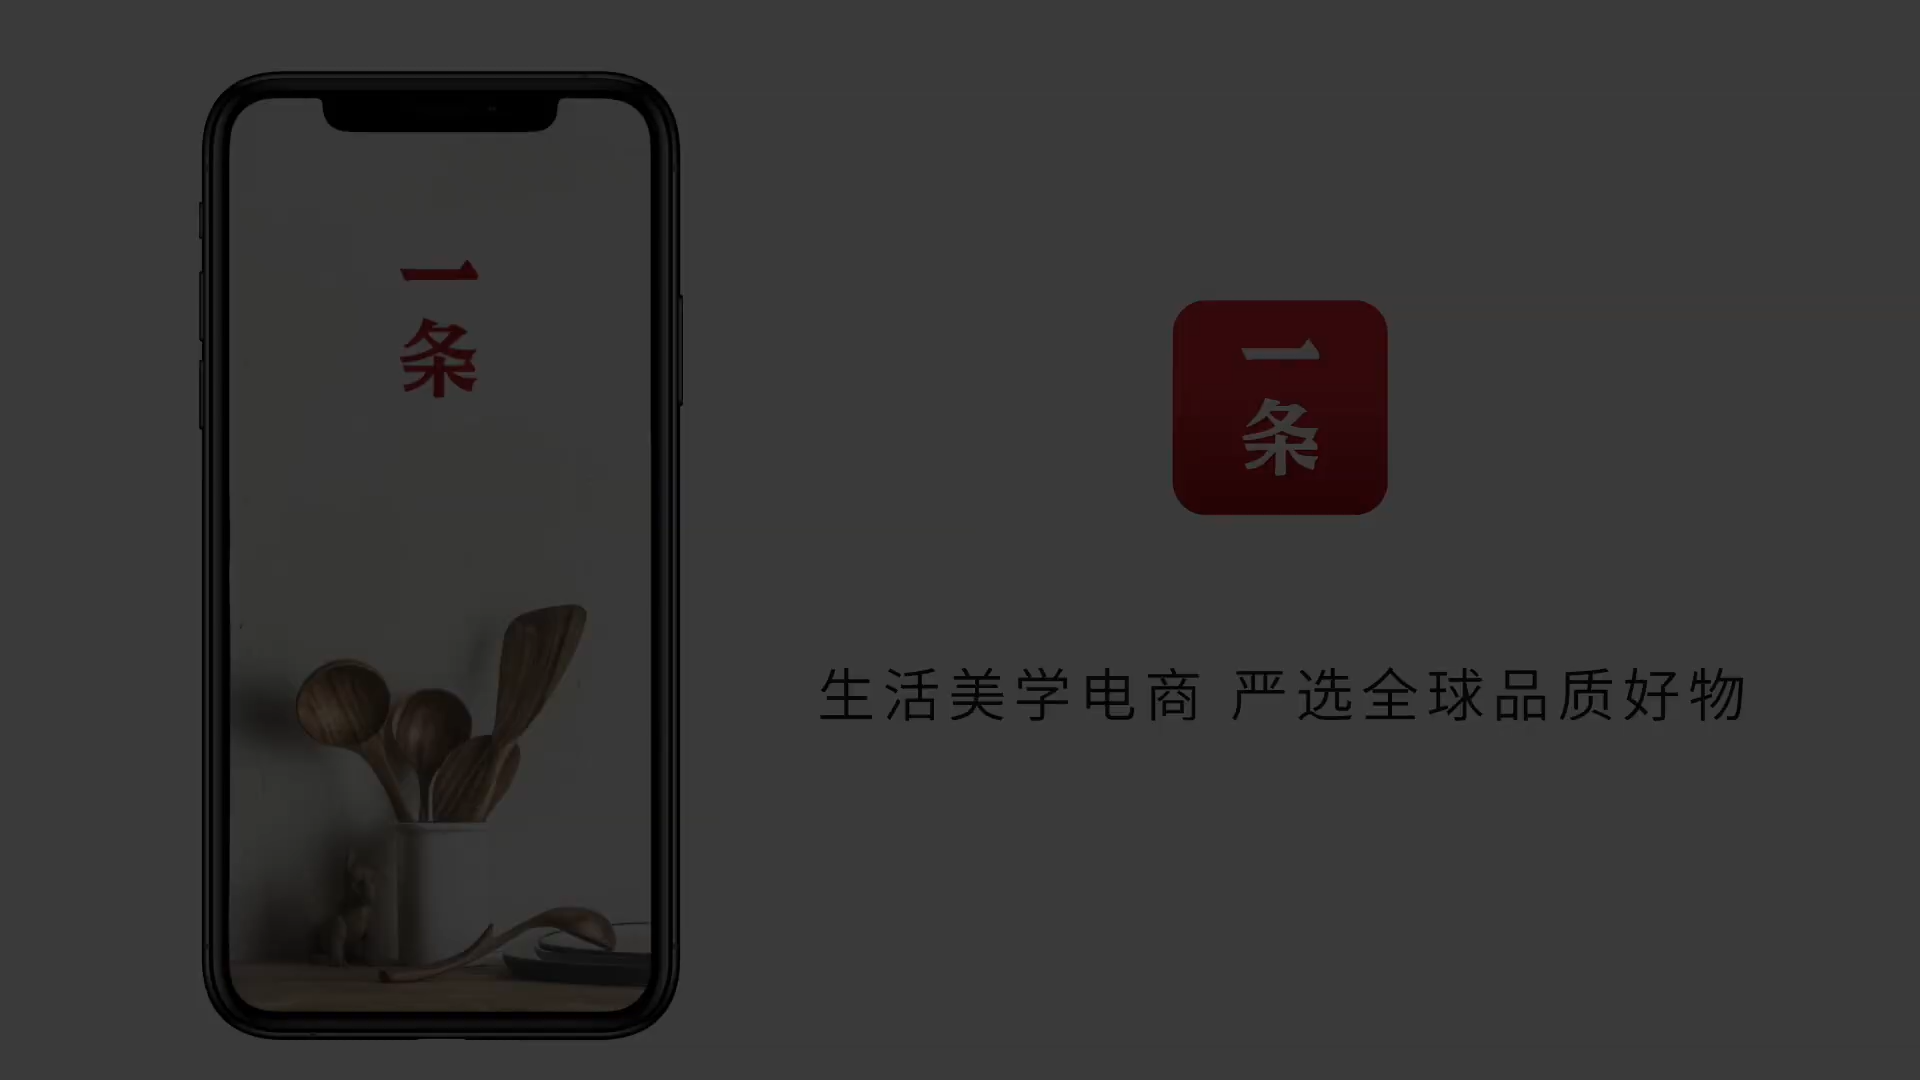 一
条
一
条
生活美学电商 严选全球品质好物